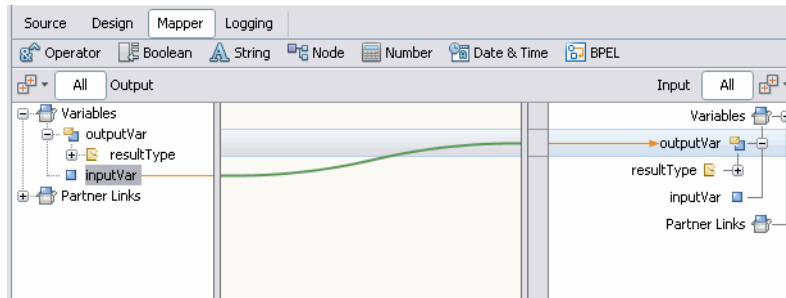 Source Design Mapper Logging
Operator Boolean String Node Number Date & Time BPEL
All Output Input All
Variables Variables
outputVar outputVar
resultType resultType
inputVar inputVar
Partner Links Partner Links